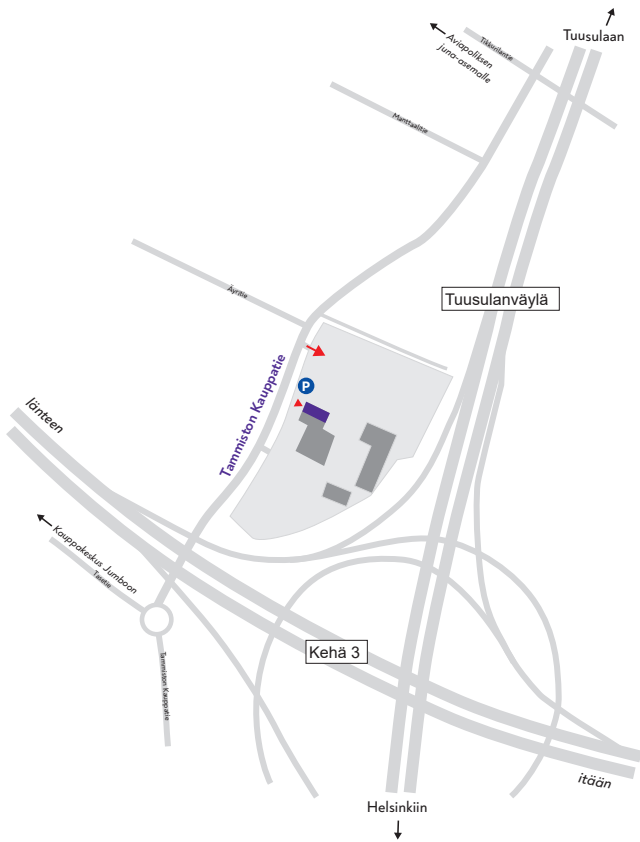 Tuusulaan
Tikkurilantie
Aviapoliksen
juna-asemalle
Manttaalitie
Äyritie
Tuusulanväylä
P
Tammiston Kauppatie
länteen
Kauppakeskus Jumboon
Tasetie
Kehä 3
Tammiston Kauppatie
itään
Helsinkiin